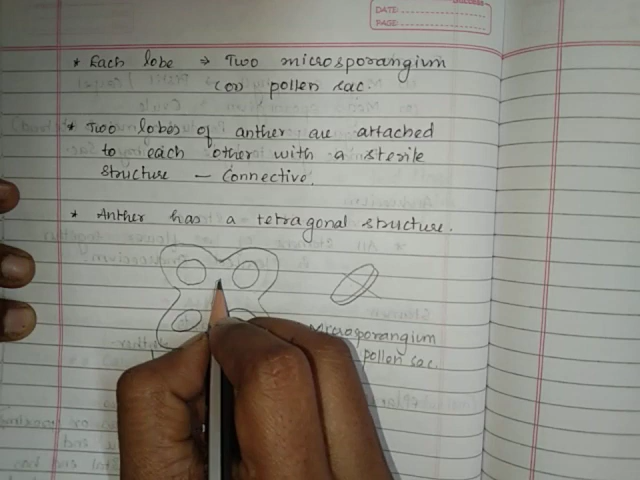 DATE:
PAGE:
* Each lobe → Two microsporangium
(or) pollen sac.
* Two lobes of anther are attached
to each other with a sterile
structure — Connective.
* Anther has a tetragonal structure.
Microsporangium
pollen sac.